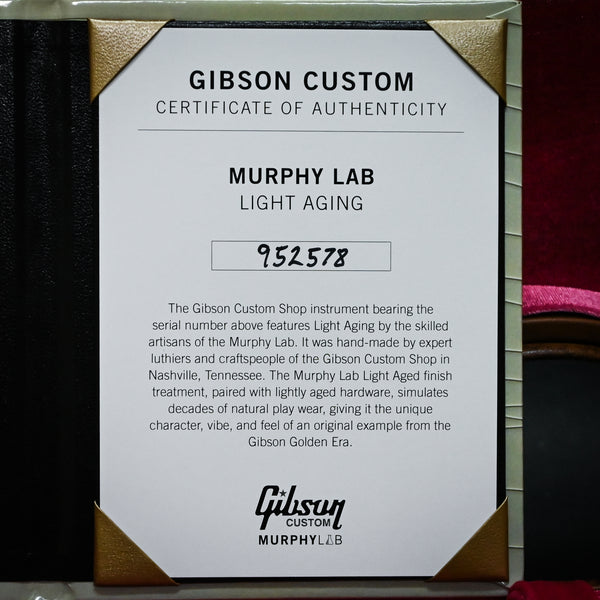 GIBSON CUSTOM
CERTIFICATE OF AUTHENTICITY
MURPHY LAB
LIGHT AGING
952578
The Gibson Custom Shop instrument bearing the
serial number above features Light Aging by the skilled
artisans of the Murphy Lab. It was hand-made by expert
luthiers and craftspeople of the Gibson Custom Shop in
Nashville, Tennessee. The Murphy Lab Light Aged finish
treatment, paired with lightly aged hardware, simulates
decades of natural play wear, giving it the unique
character, vibe, and feel of an original example from the
Gibson Golden Era.
Gibson
CUSTOM
MURPHYLAB